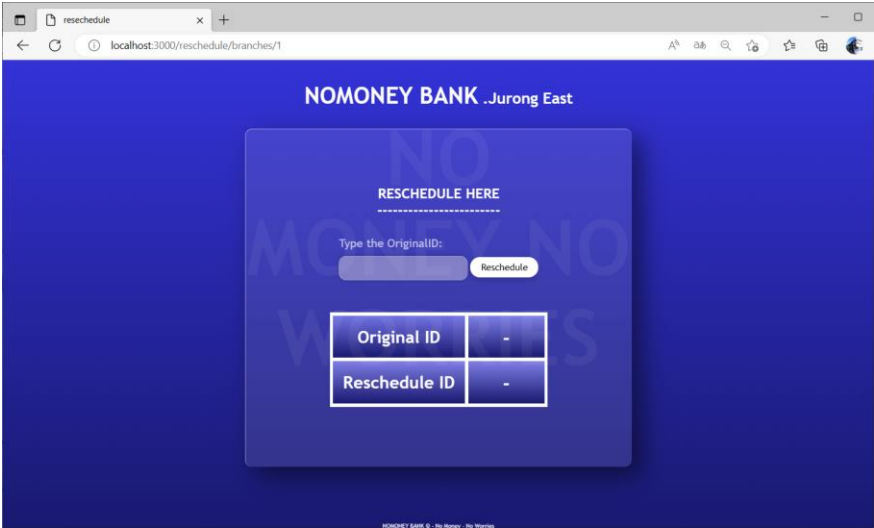 resechedule
localhost:3000/reschedule/branches/1
NOMONEY BANK .Jurong East
NO
MONEY NO
WORRIES
RESCHEDULE HERE
------------------------
Type the OriginalID:
Reschedule
Original ID -
Reschedule ID -
NOMONEY BANK © - No Money - No Worries